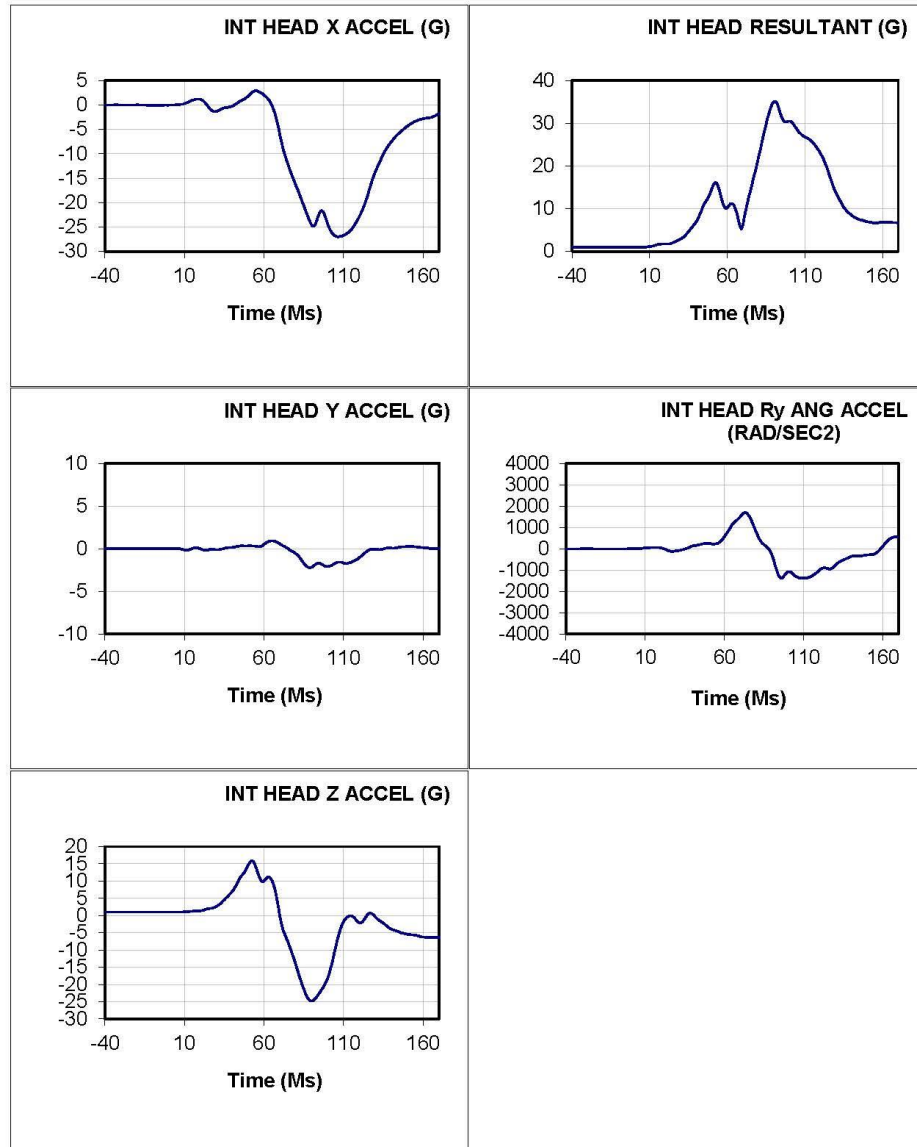 INT HEAD X ACCEL (G)
5
0
-5
-10
-15
-20
-25
-30
-40 10 60 110 160
Time (Ms)
INT HEAD RESULTANT (G)
40
30
20
10
0
-40 10 60 110 160
Time (Ms)
INT HEAD Y ACCEL (G)
10
5
0
-5
-10
-40 10 60 110 160
Time (Ms)
INT HEAD Ry ANG ACCEL
(RAD/SEC2)
4000
3000
2000
1000
0
-1000
-2000
-3000
-4000
-40 10 60 110 160
Time (Ms)
INT HEAD Z ACCEL (G)
20
15
10
5
0
-5
-10
-15
-20
-25
-30
-40 10 60 110 160
Time (Ms)